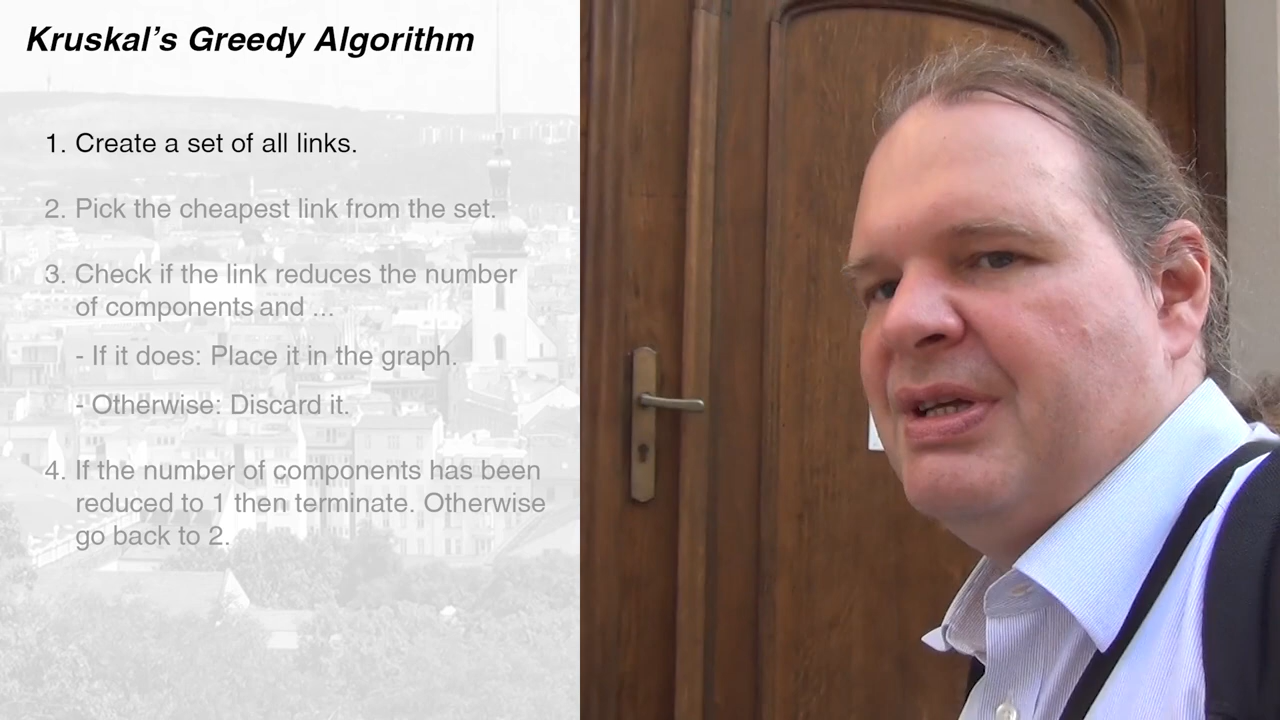 Kruskal’s Greedy Algorithm
1. Create a set of all links.
2. Pick the cheapest link from the set.
3. Check if the link reduces the number
of components and ...
- If it does: Place it in the graph.
- Otherwise: Discard it.
4. If the number of components has been
reduced to 1 then terminate. Otherwise
go back to 2.